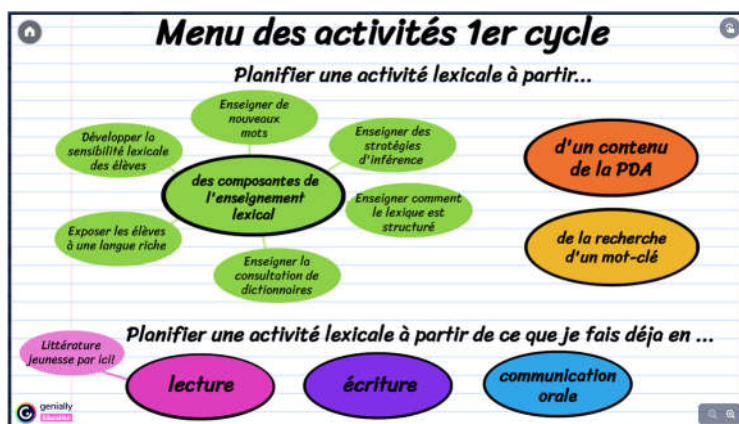 Menu des activités 1er cycle
Planifier une activité lexicale à partir...
Enseigner de
nouveaux
mots
Développer la
sensibilité lexicale
des élèves
Enseigner des
stratégies
d'inférence
des composantes de
l'enseignement
lexical
Enseigner comment
le lexique est
structuré
Exposer les élèves
à une langue riche
Enseigner la
consultation de
dictionnaires
d'un contenu
de la PDA
de la recherche
d'un mot-clé
Planifier une activité lexicale à partir de ce que je fais déja en ...
Littérature
jeunesse par ici!
lecture
écriture
communication
orale
genially
Education